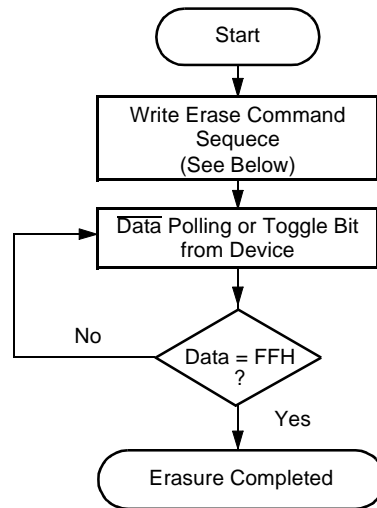 Start
Write Erase Command
Sequece
(See Below)
Data Polling or Toggle Bit
from Device
No
Data = FFH
?
Yes
Erasure Completed